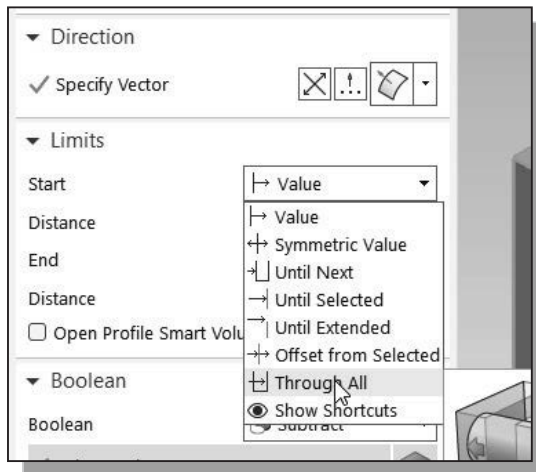 Direction
Specify Vector
Limits
Start
Value
Distance
Value
Symmetric Value
End
Until Next
Distance
Until Selected
Open Profile Smart Volu
Until Extended
Offset from Selected
Boolean
Through All
Show Shortcuts
Boolean
Subtract